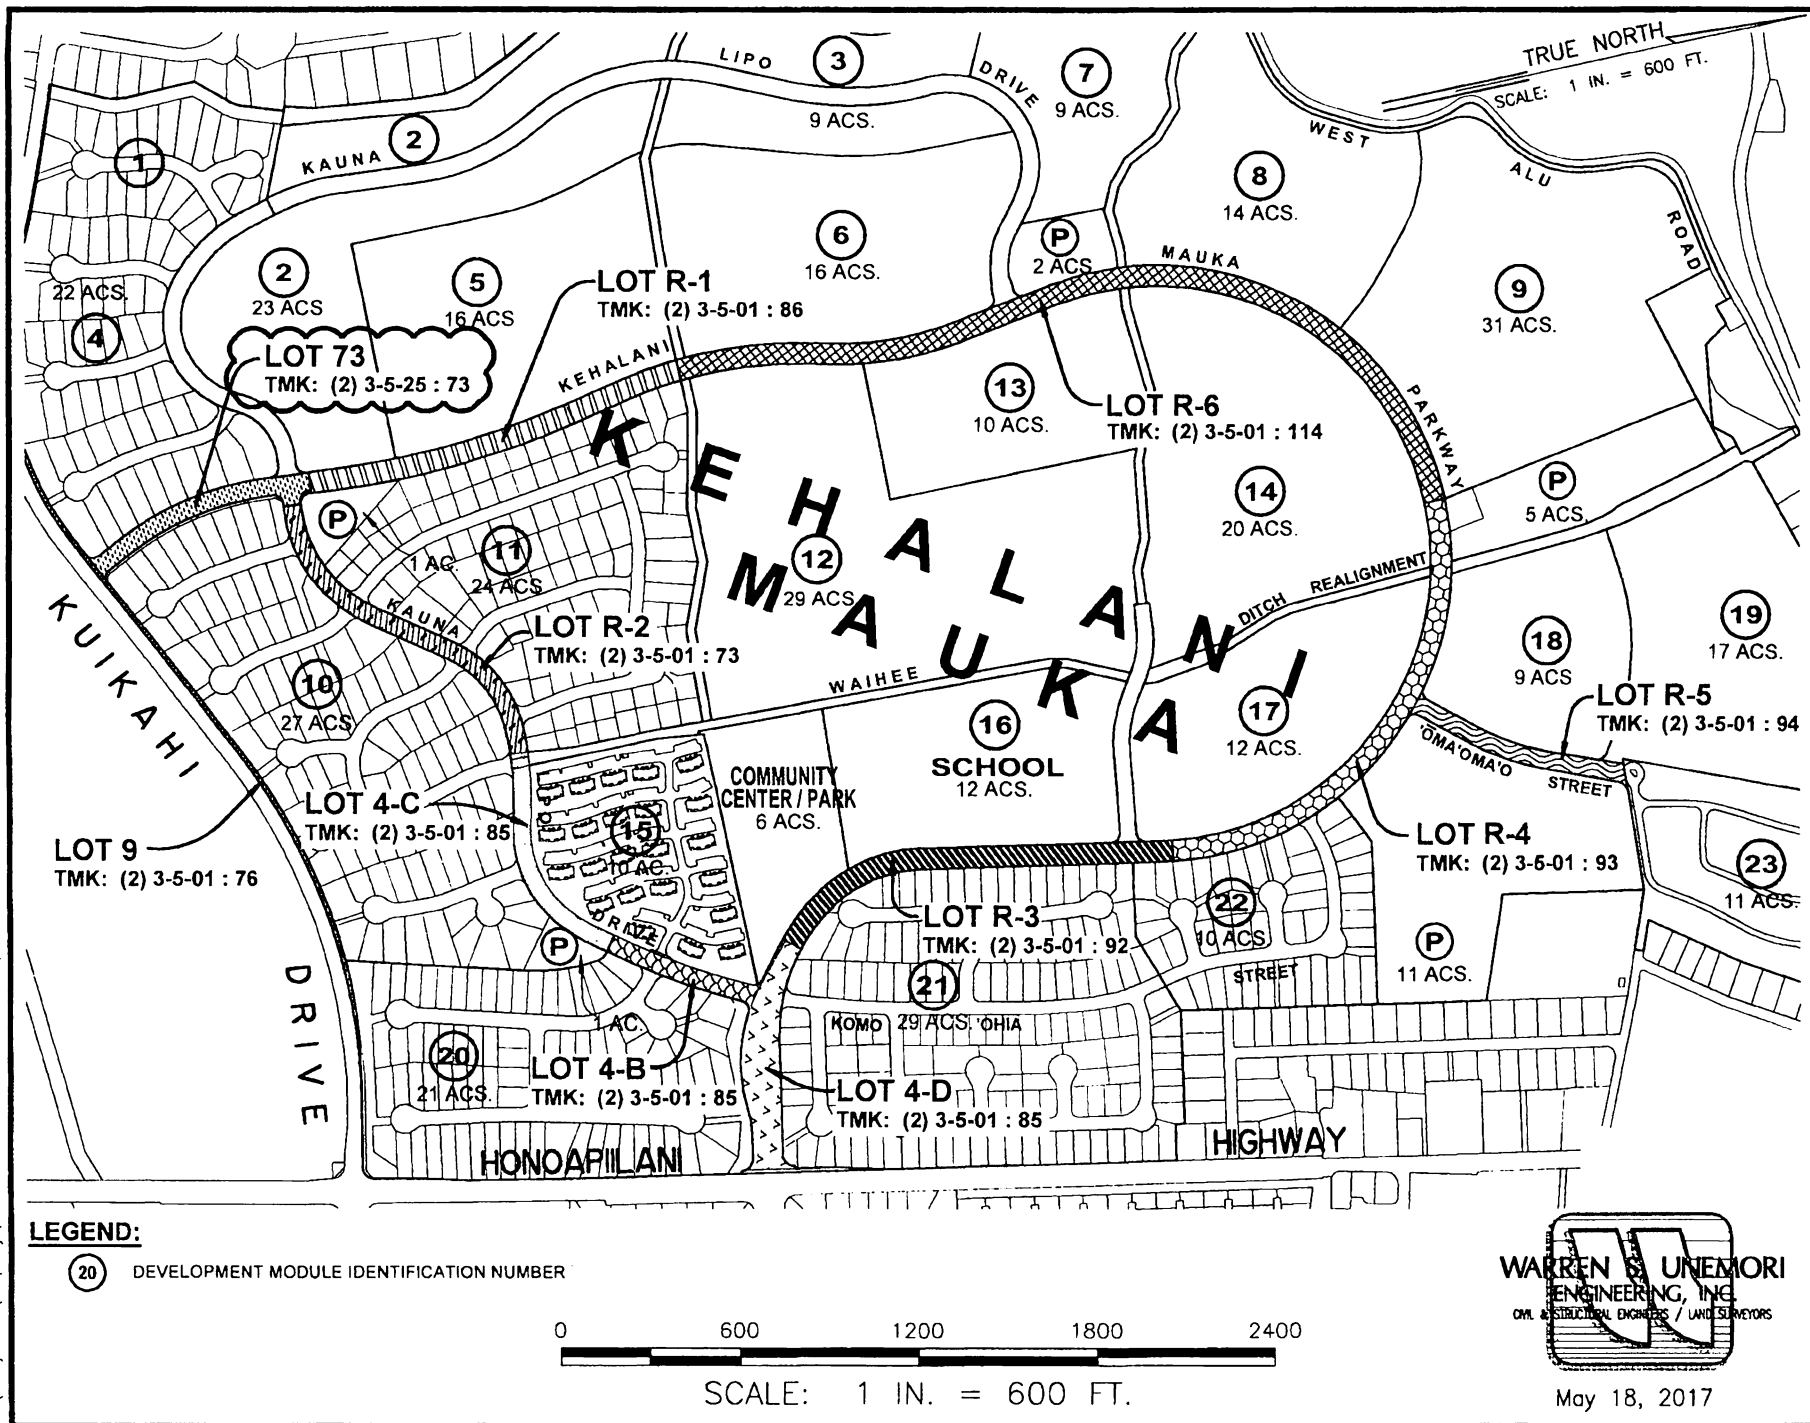 TRUE NORTH
SCALE: 1 IN. = 600 FT.
LIPO
3
9 ACS.
DRIVE
7
9 ACS.
WEST
ALU
ROAD
1
KAUNA
2
8
14 ACS.
22 ACS.
4
2
23 ACS
5
16 ACS
6
16 ACS.
P
2 ACS
MAUKA
9
31 ACS.
LOT R-1
TMK: (2) 3-5-01 : 86
LOT 73
TMK: (2) 3-5-25 : 73
KEHALANI
13
10 ACS.
LOT R-6
TMK: (2) 3-5-01 : 114
PARKWAY
KEHALANI
MAUKA
P
1 AC.
11
24 ACS
12
29 ACS
14
20 ACS.
P
5 ACS.
KAUNA
DITCH
REALIGNMENT
LOT R-2
TMK: (2) 3-5-01 : 73
WAIHEE
18
9 ACS
19
17 ACS.
KUIKAHI
10
27 ACS
16
SCHOOL
12 ACS.
17
12 ACS.
LOT R-5
TMK: (2) 3-5-01 : 94
'OMA'OMA'O
STREET
COMMUNITY
CENTER / PARK
6 ACS.
LOT 4-C
TMK: (2) 3-5-01 : 85
15
10 AC.
LOT 9
TMK: (2) 3-5-01 : 76
LOT R-4
TMK: (2) 3-5-01 : 93
23
11 ACS.
DRIVE
P
1 AC.
LOT R-3
TMK: (2) 3-5-01 : 92
22
10 ACS
STREET
P
11 ACS.
DRIVE
21
29 ACS.
KOMO
'OHIA
20
21 ACS.
LOT 4-B
TMK: (2) 3-5-01 : 85
LOT 4-D
TMK: (2) 3-5-01 : 85
HONOAPIILANI
HIGHWAY
LEGEND:
20 DEVELOPMENT MODULE IDENTIFICATION NUMBER
0 600 1200 1800 2400
SCALE: 1 IN. = 600 FT.
WARREN S. UNEMORI
ENGINEERING, INC.
CIVIL & STRUCTURAL ENGINEERS / LAND SURVEYORS
May 18, 2017